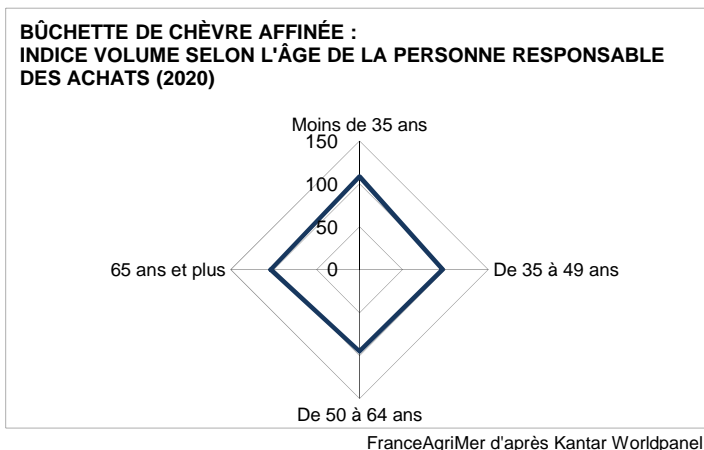 BÛCHETTE DE CHÈVRE AFFINÉE :
INDICE VOLUME SELON L'ÂGE DE LA PERSONNE RESPONSABLE
DES ACHATS (2020)
Moins de 35 ans
150
100
50
65 ans et plus
0
De 35 à 49 ans
De 50 à 64 ans
FranceAgriMer d'après Kantar Worldpanel